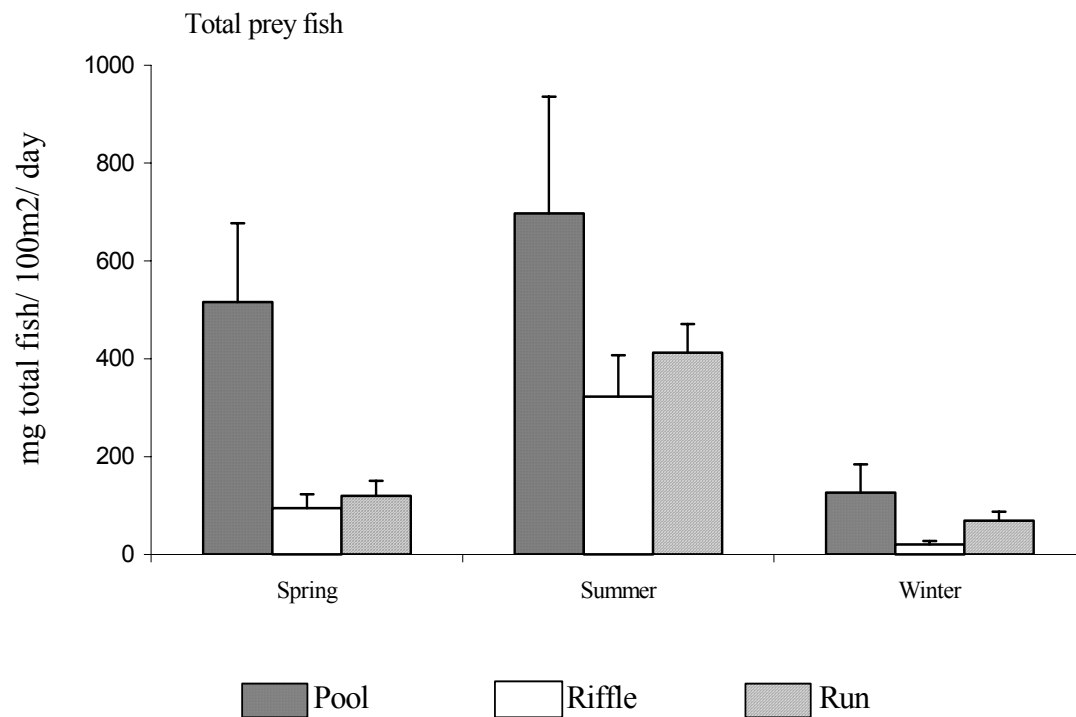 Total prey fish
mg total fish/ 100m2/ day
1000
800
600
400
200
0
Spring Summer Winter
Pool Riffle Run